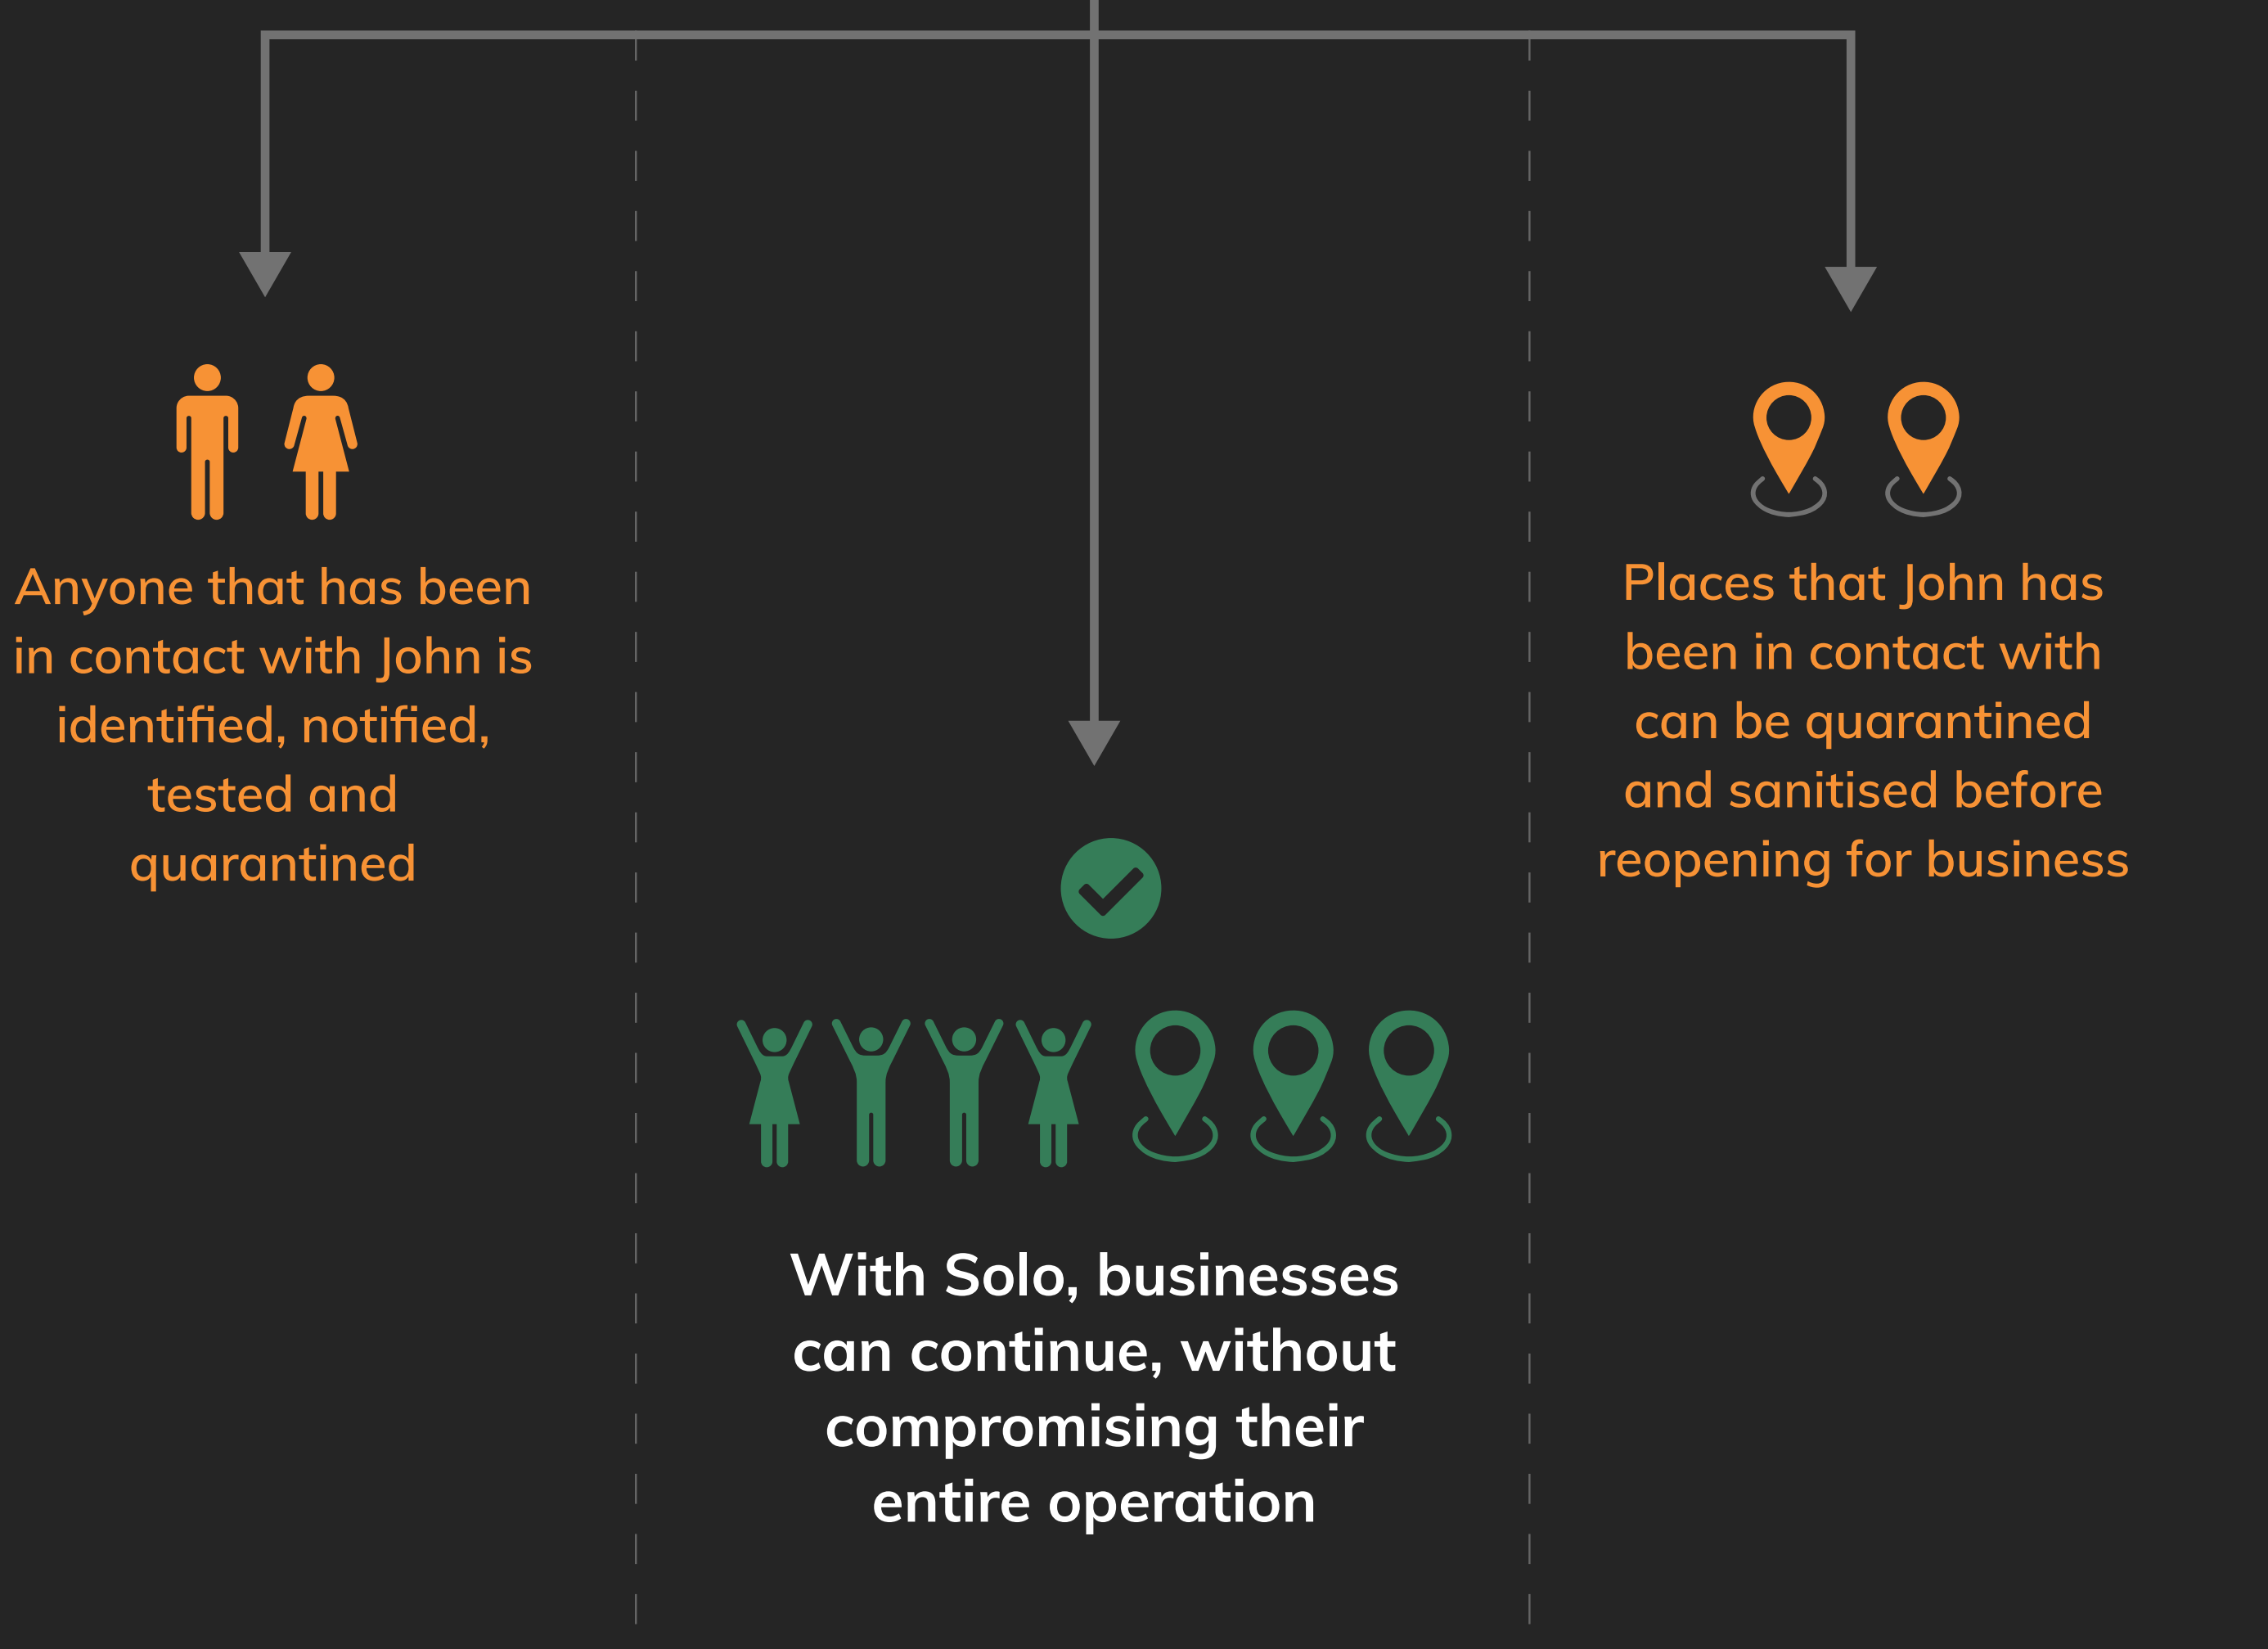 Anyone that has been
in contact with John is
identified, notified,
tested and
quarantined
Places that John has
been in contact with
can be quarantined
and sanitised before
reopening for business
With Solo, businesses
can continue, without
compromising their
entire operation